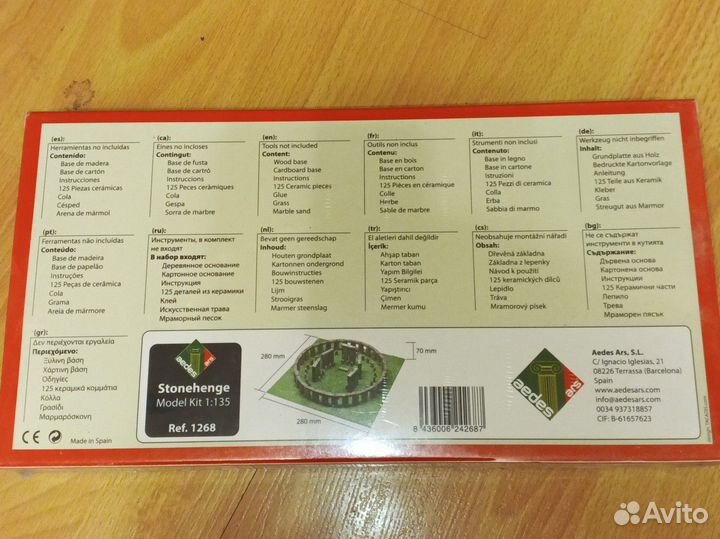 (es):
Herramientas no incluídas
Contenido:
Base de madera
Base de cartón
Instrucciones
125 Piezas cerámicas
Cola
Césped
Arena de mármol
(ca):
Eines no incloses
Contingut:
Base de fusta
Base de cartró
Instruccions
125 Peces ceràmiques
Cola
Gespa
Sorra de marbre
(en):
Tools not included
Content:
Wood base
Cardboard base
Instructions
125 Ceramic pieces
Glue
Grass
Marble sand
(fr):
Outils non inclus
Contenu:
Base en bois
Base en carton
Instructions
125 Pièces en céramique
Colle
Herbe
Sable de marbre
(it):
Strumenti non inclusi
Contenuto:
Base in legno
Base in cartone
Istruzioni
125 Pezzi di ceramica
Colla
Erba
Sabbia di marmo
(de):
Werkzeug nicht inbegriffen
Inhalt:
Grundplatte aus Holz
Bedruckte Kartonvorlage
Anleitung
125 Teile aus Keramik
Kleber
Gras
Streugut aus Marmor
(pt):
Ferramentas não incluídas
Conteúdo:
Base de madeira
Base de papelão
Instruções
125 Peças de cerâmica
Cola
Grama
Areia de mármore
(ru):
Инструменты, в комплект
не входят
В набор входят:
Деревянное основание
Картонное основание
Инструкция
125 деталей из керамики
Клей
Искусственная трава
Мраморный песок
(nl):
Bevat geen gereedschap
Inhoud:
Houten grondplaat
Kartonnen ondergrond
Bouwinstructies
125 bouwstenen
Lijm
Strooigras
Marmer steenslag
(tr):
El aletleri dahil değildir
İçerik:
Ahşap taban
Karton taban
Yapım Bilgilei
125 Seramik parça
Yapıştırıcı
Çimen
Mermer kumu
(cs):
Neobsahuje montážní nářadí
Obsah:
Dřevěná základna
Základna z lepenky
Návod k použití
125 keramických dílců
Lepidlo
Tráva
Mramorový písek
(bg):
Не се съдържат
инструменти в кутията
Съдържание:
Дървена основа
Картонена основа
Инструкции
125 Керамични части
Лепило
Трева
Мраморен пясък
(gr):
Δεν περιέχονται εργαλεία
Περιεχόμενο:
Ξύλινη βάση
Χάρτινη βάση
Οδηγίες
125 κεραμικά κομμάτια
Κόλλα
Γρασίδι
Μαρμαρόσκονη
CE
Made in Spain
aedes ars
Stonehenge
Model Kit 1:135
Ref. 1268
280 mm
280 mm
70 mm
8 436006 242687
aedes ars
Aedes Ars, S.L.
C/ Ignacio Iglesias, 21
08226 Terrassa (Barcelona)
Spain
www.aedesars.com
info@aedesars.com
0034 937318857
CIF: B-61657623
Avito